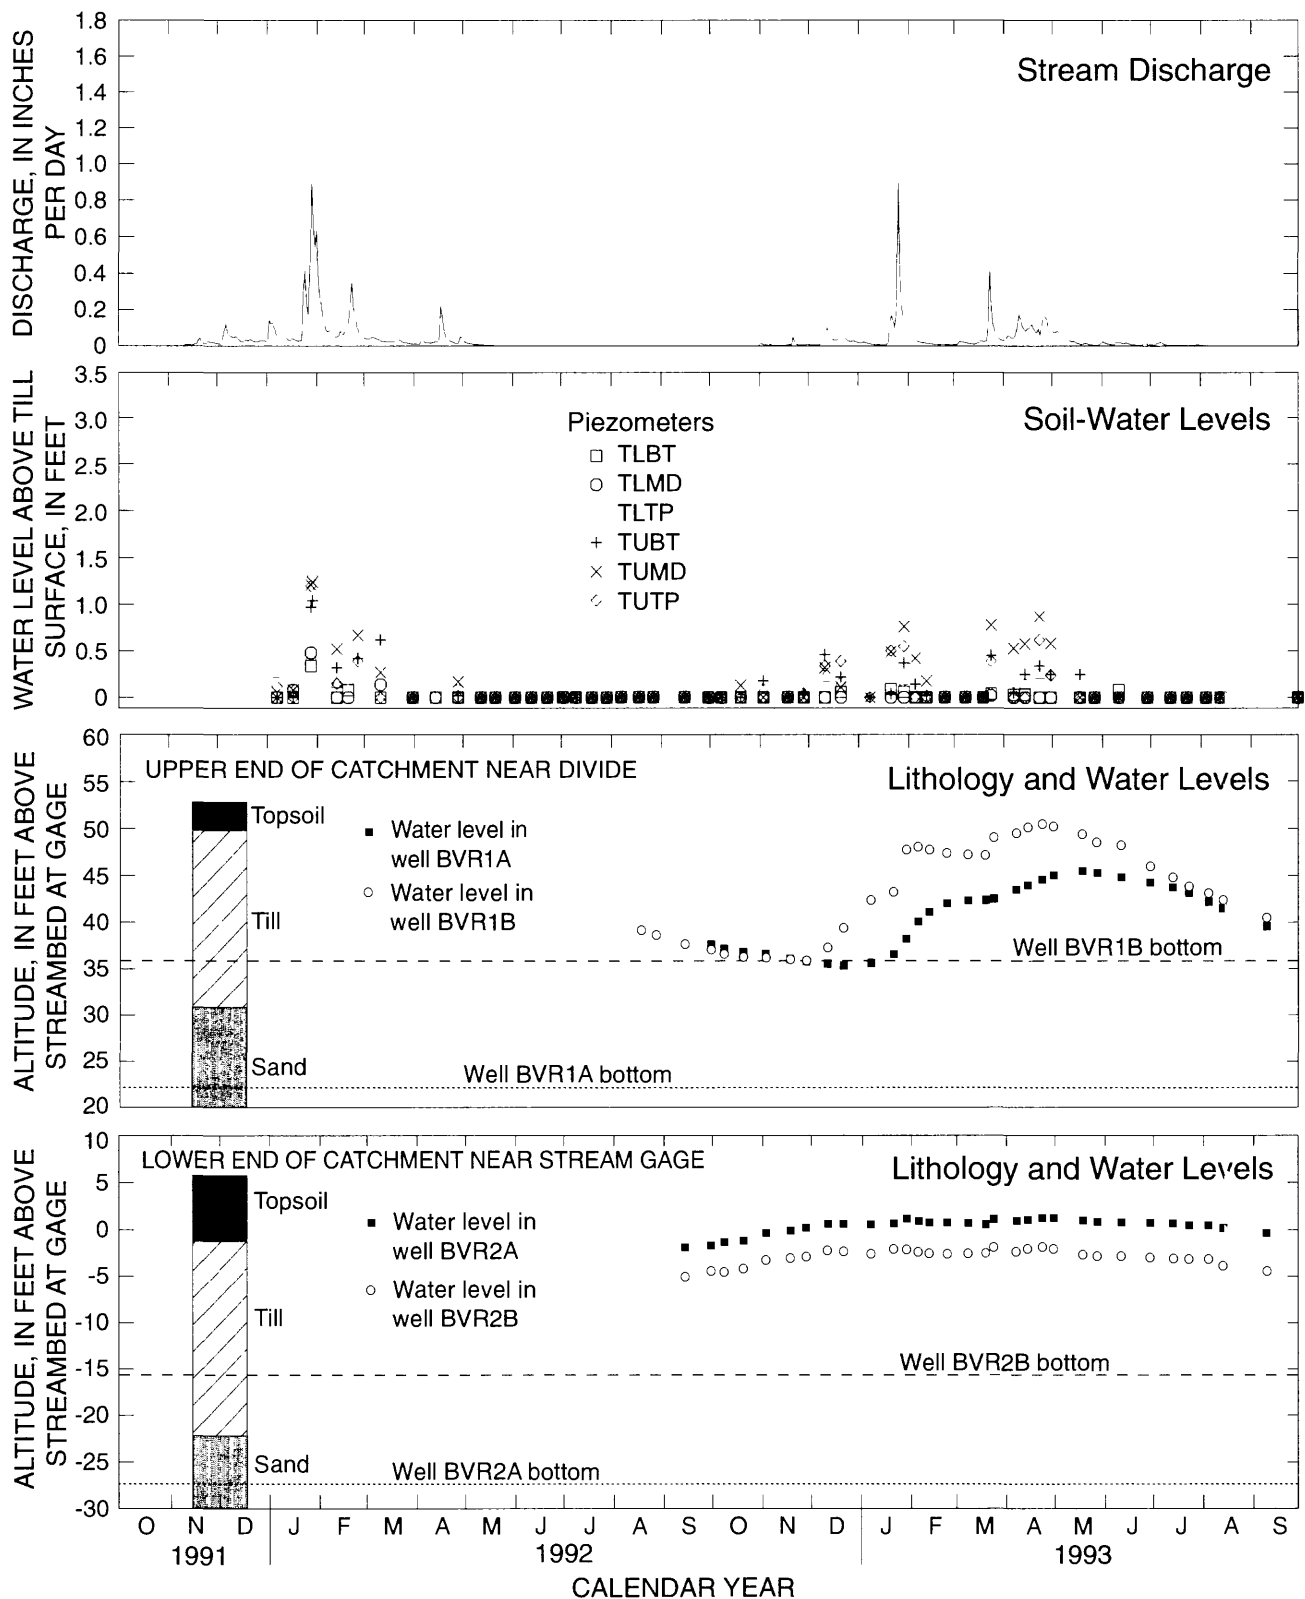 DISCHARGE, IN INCHES
PER DAY
1.8
1.6
1.4
1.2
1.0
0.8
0.6
0.4
0.2
0
Stream Discharge
WATER LEVEL ABOVE TILL
SURFACE, IN FEET
3.5
3.0
2.5
2.0
1.5
1.0
0.5
0
Soil-Water Levels
Piezometers
TLBT
TLMD
TLTP
TUBT
TUMD
TUTP
ALTITUDE, IN FEET ABOVE
STREAMBED AT GAGE
60
55
50
45
40
35
30
25
20
UPPER END OF CATCHMENT NEAR DIVIDE
Lithology and Water Levels
Topsoil
Till
Sand
Water level in
well BVR1A
Water level in
well BVR1B
Well BVR1B bottom
Well BVR1A bottom
ALTITUDE, IN FEET ABOVE
STREAMBED AT GAGE
10
5
0
-5
-10
-15
-20
-25
-30
LOWER END OF CATCHMENT NEAR STREAM GAGE
Lithology and Water Levels
Topsoil
Till
Sand
Water level in
well BVR2A
Water level in
well BVR2B
Well BVR2B bottom
Well BVR2A bottom
O N D J F M A M J J A S O N D J F M A M J J A S
1991 1992 1993
CALENDAR YEAR